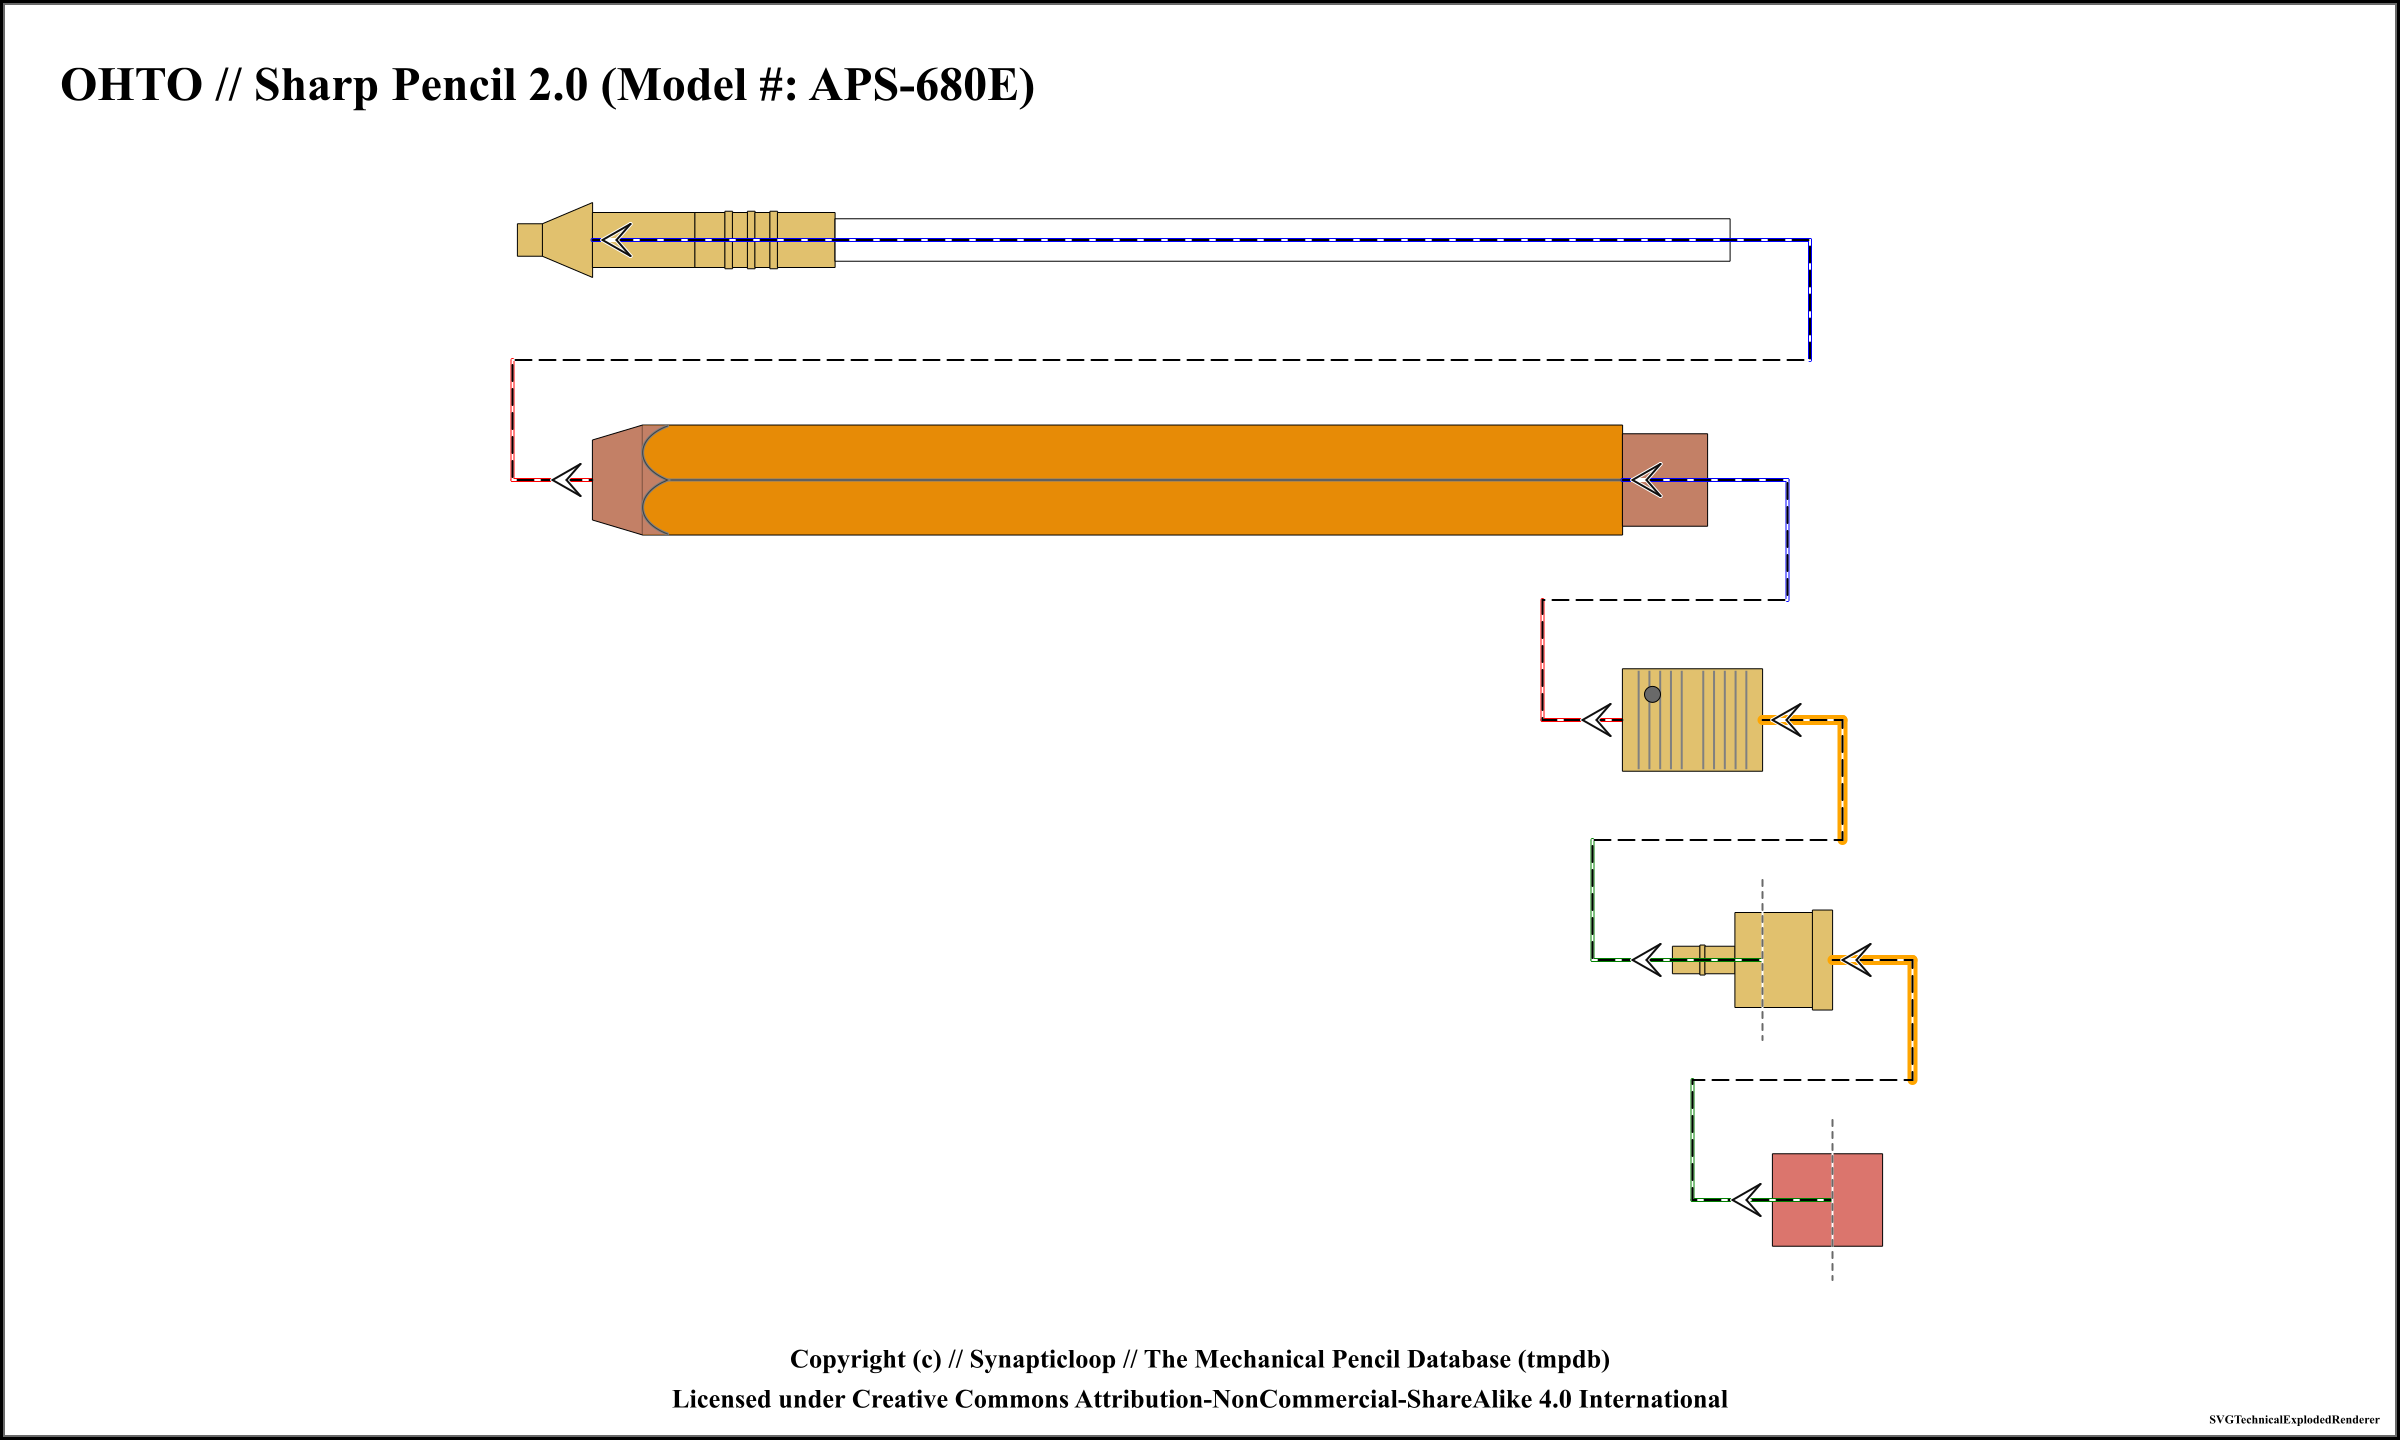 OHTO // Sharp Pencil 2.0 (Model #: APS-680E)
Copyright (c) // Synapticloop // The Mechanical Pencil Database (tmpdb)
Licensed under Creative Commons Attribution-NonCommercial-ShareAlike 4.0 International
SVGTechnicalExplodedRenderer